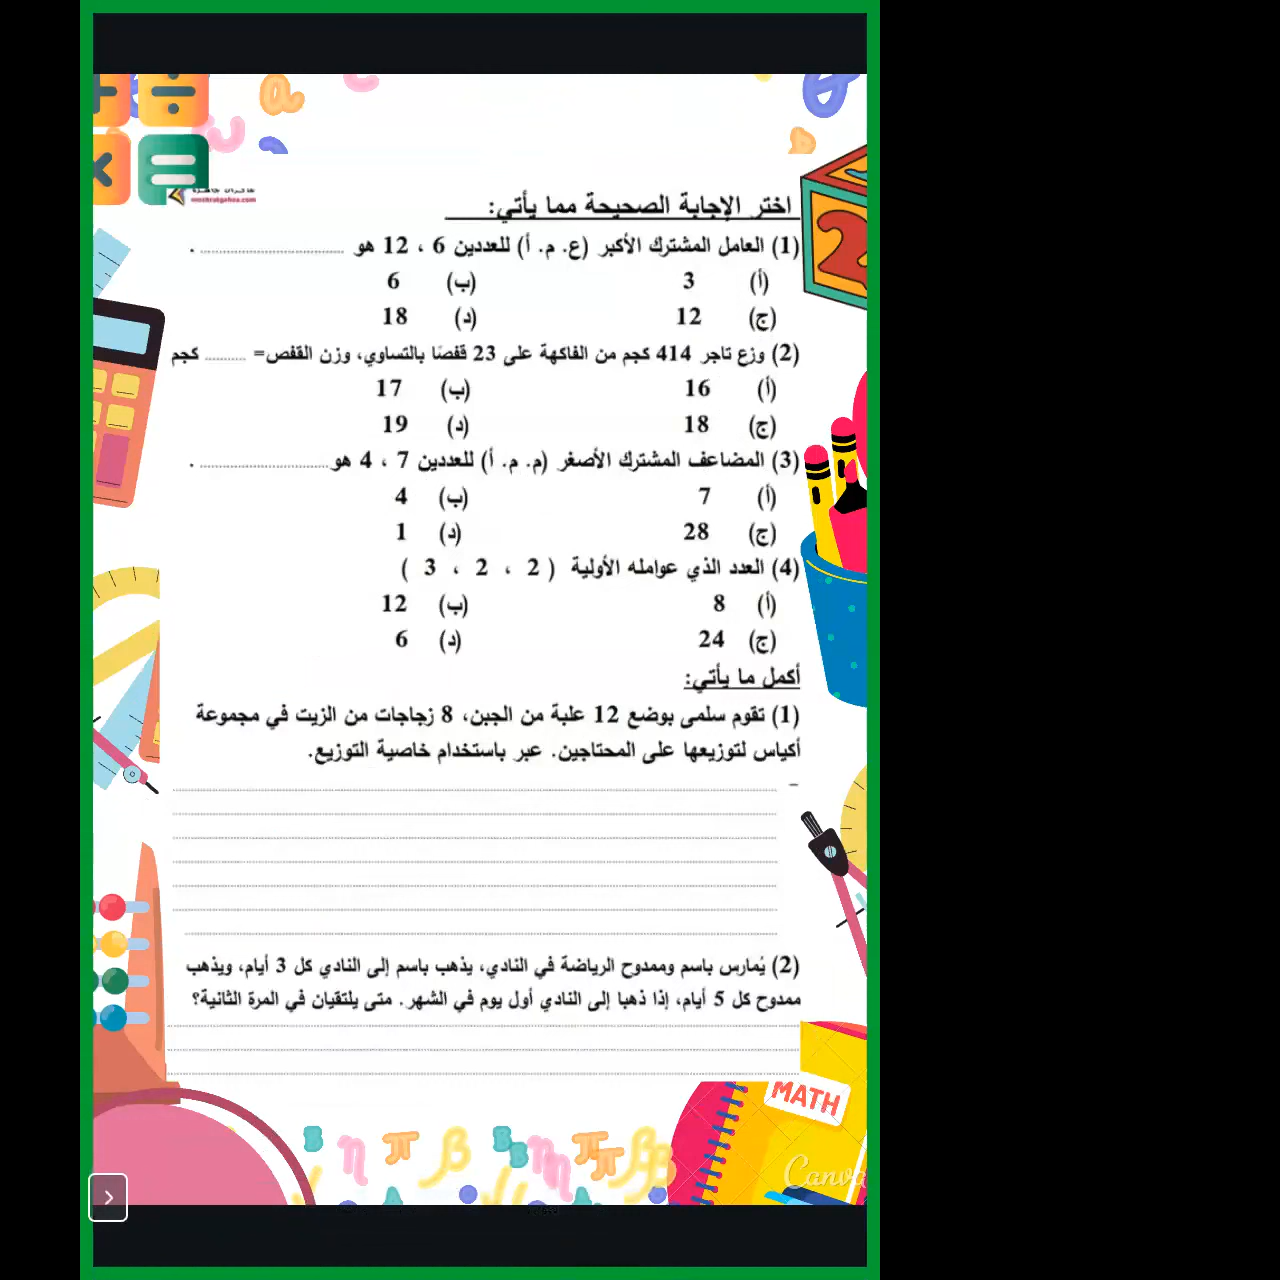 اختر الإجابة الصحيحة مما يأتي:
(1) العامل المشترك الأكبر (ع. م. أ) للعددين 6 ، 12 هو .................... .
(أ) 3 (ب) 6
(ج) 12 (د) 18
(2) وزع تاجر 414 كجم من الفاكهة على 23 قفصًا بالتساوي، وزن القفص= .......... كجم
(أ) 16 (ب) 17
(ج) 18 (د) 19
(3) المضاعف المشترك الأصغر (م. م. أ) للعددين 7 ، 4 هو.................... .
(أ) 7 (ب) 4
(ج) 28 (د) 1
(4) العدد الذي عوامله الأولية ( 2 ، 2 ، 3 )
(أ) 8 (ب) 12
(ج) 24 (د) 6
أكمل ما يأتي:
(1) تقوم سلمى بوضع 12 علبة من الجبن، 8 زجاجات من الزيت في مجموعة
أكياس لتوزيعها على المحتاجين. عبر باستخدام خاصية التوزيع.
(2) يُمارس باسم وممدوح الرياضة في النادي، يذهب باسم إلى النادي كل 3 أيام، ويذهب
ممدوح كل 5 أيام، إذا ذهبا إلى النادي أول يوم في الشهر. متى يلتقيان في المرة الثانية؟
MATH
Canva